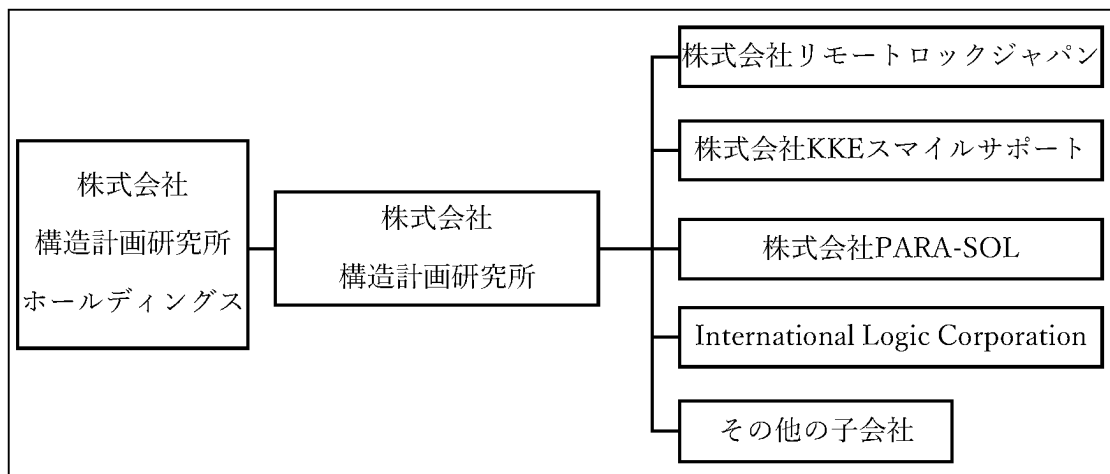 株式会社
構造計画研究所
ホールディングス
株式会社
構造計画研究所
株式会社リモートロックジャパン
株式会社KKEスマイルサポート
株式会社PARA-SOL
International Logic Corporation
その他の子会社